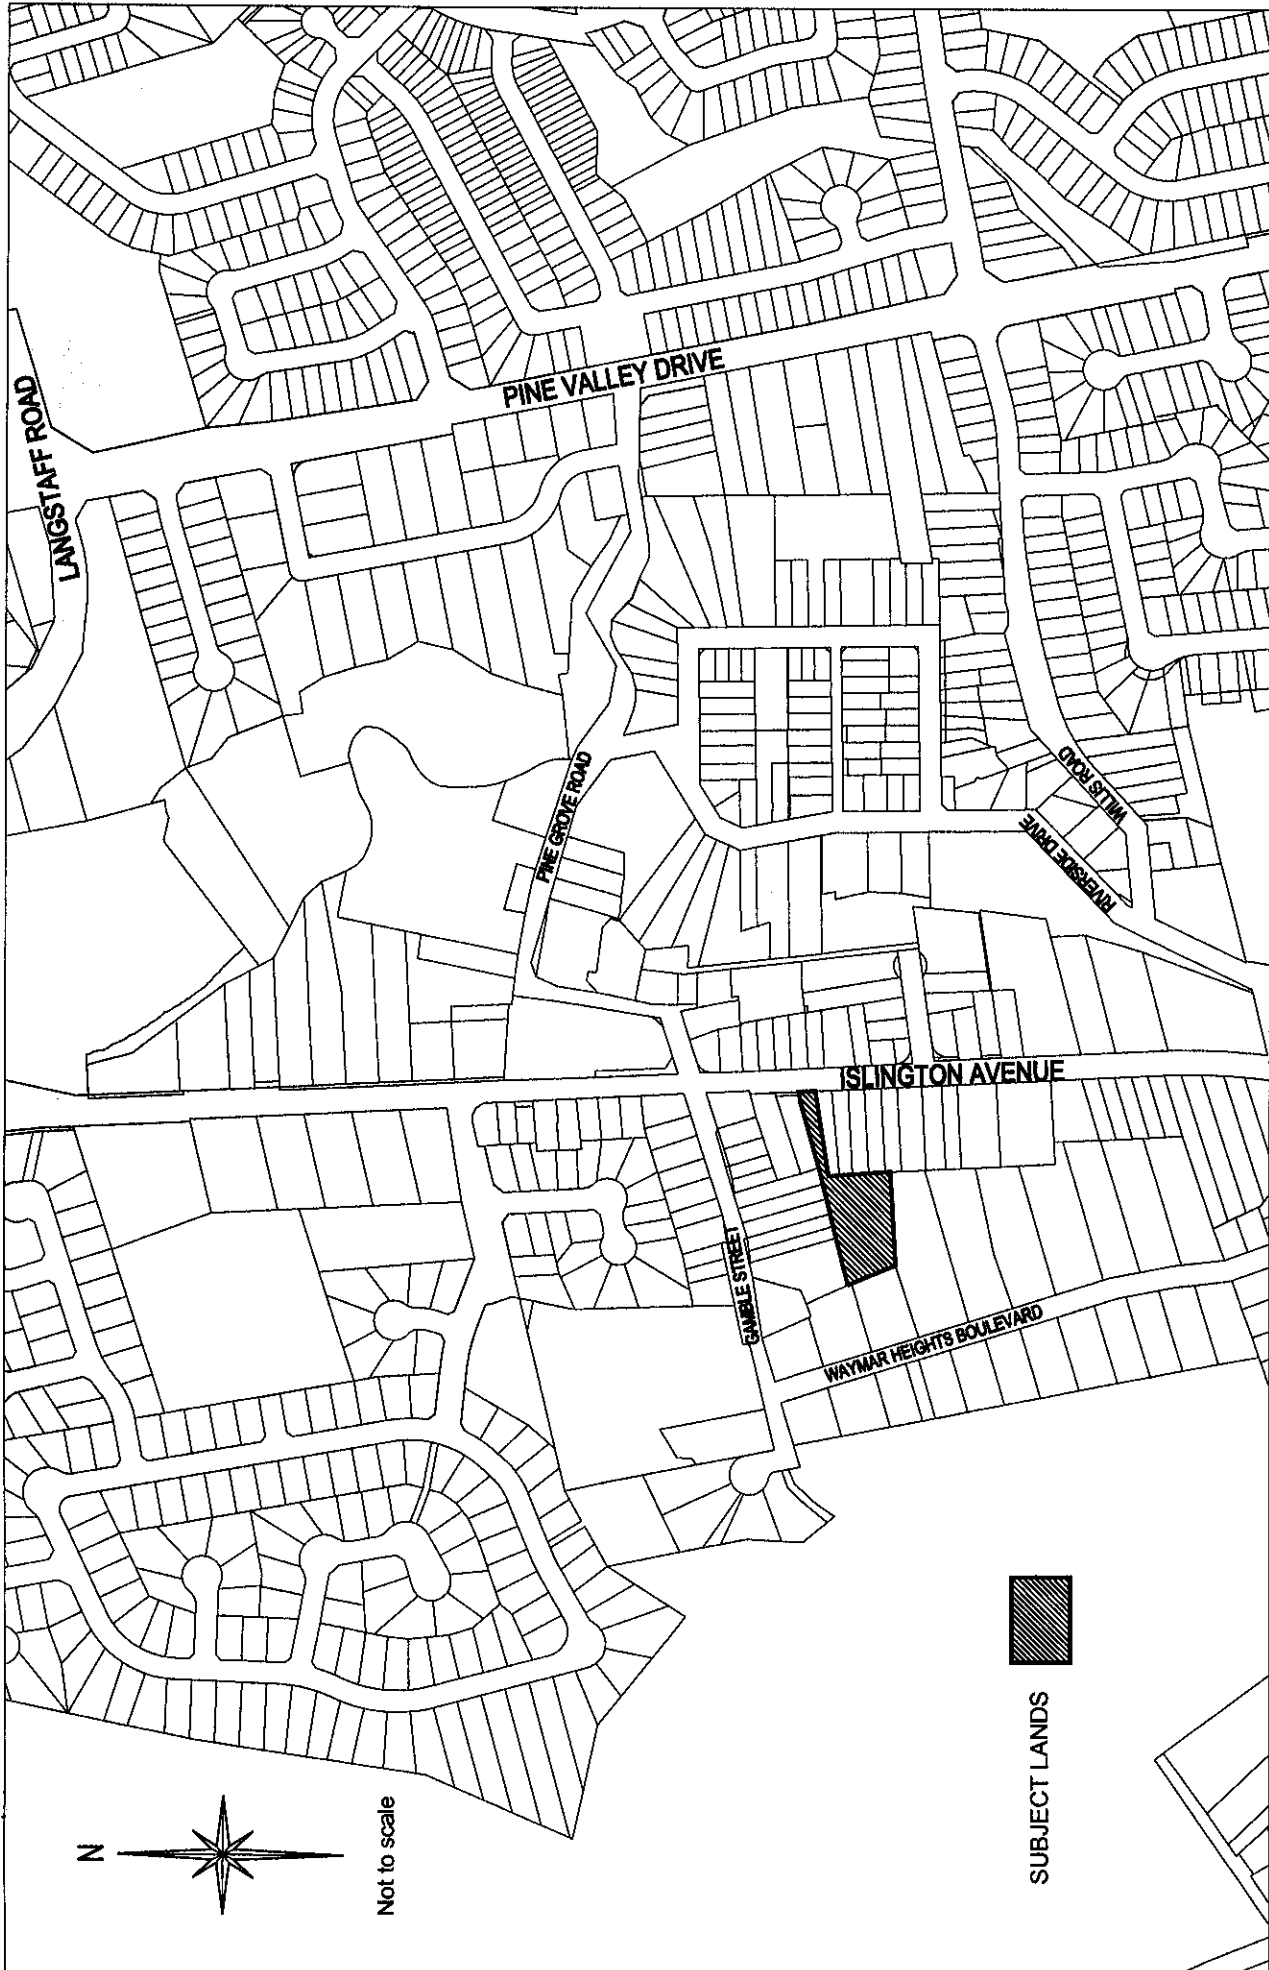 LANGSTAFF ROAD
PINE VALLEY DRIVE
PINE GROVE ROAD
WILLIS ROAD
RIVERSIDE DRIVE
ISLINGTON AVENUE
GAMBLE STREET
WAYMAR HEIGHTS BOULEVARD
N
Not to scale
SUBJECT LANDS